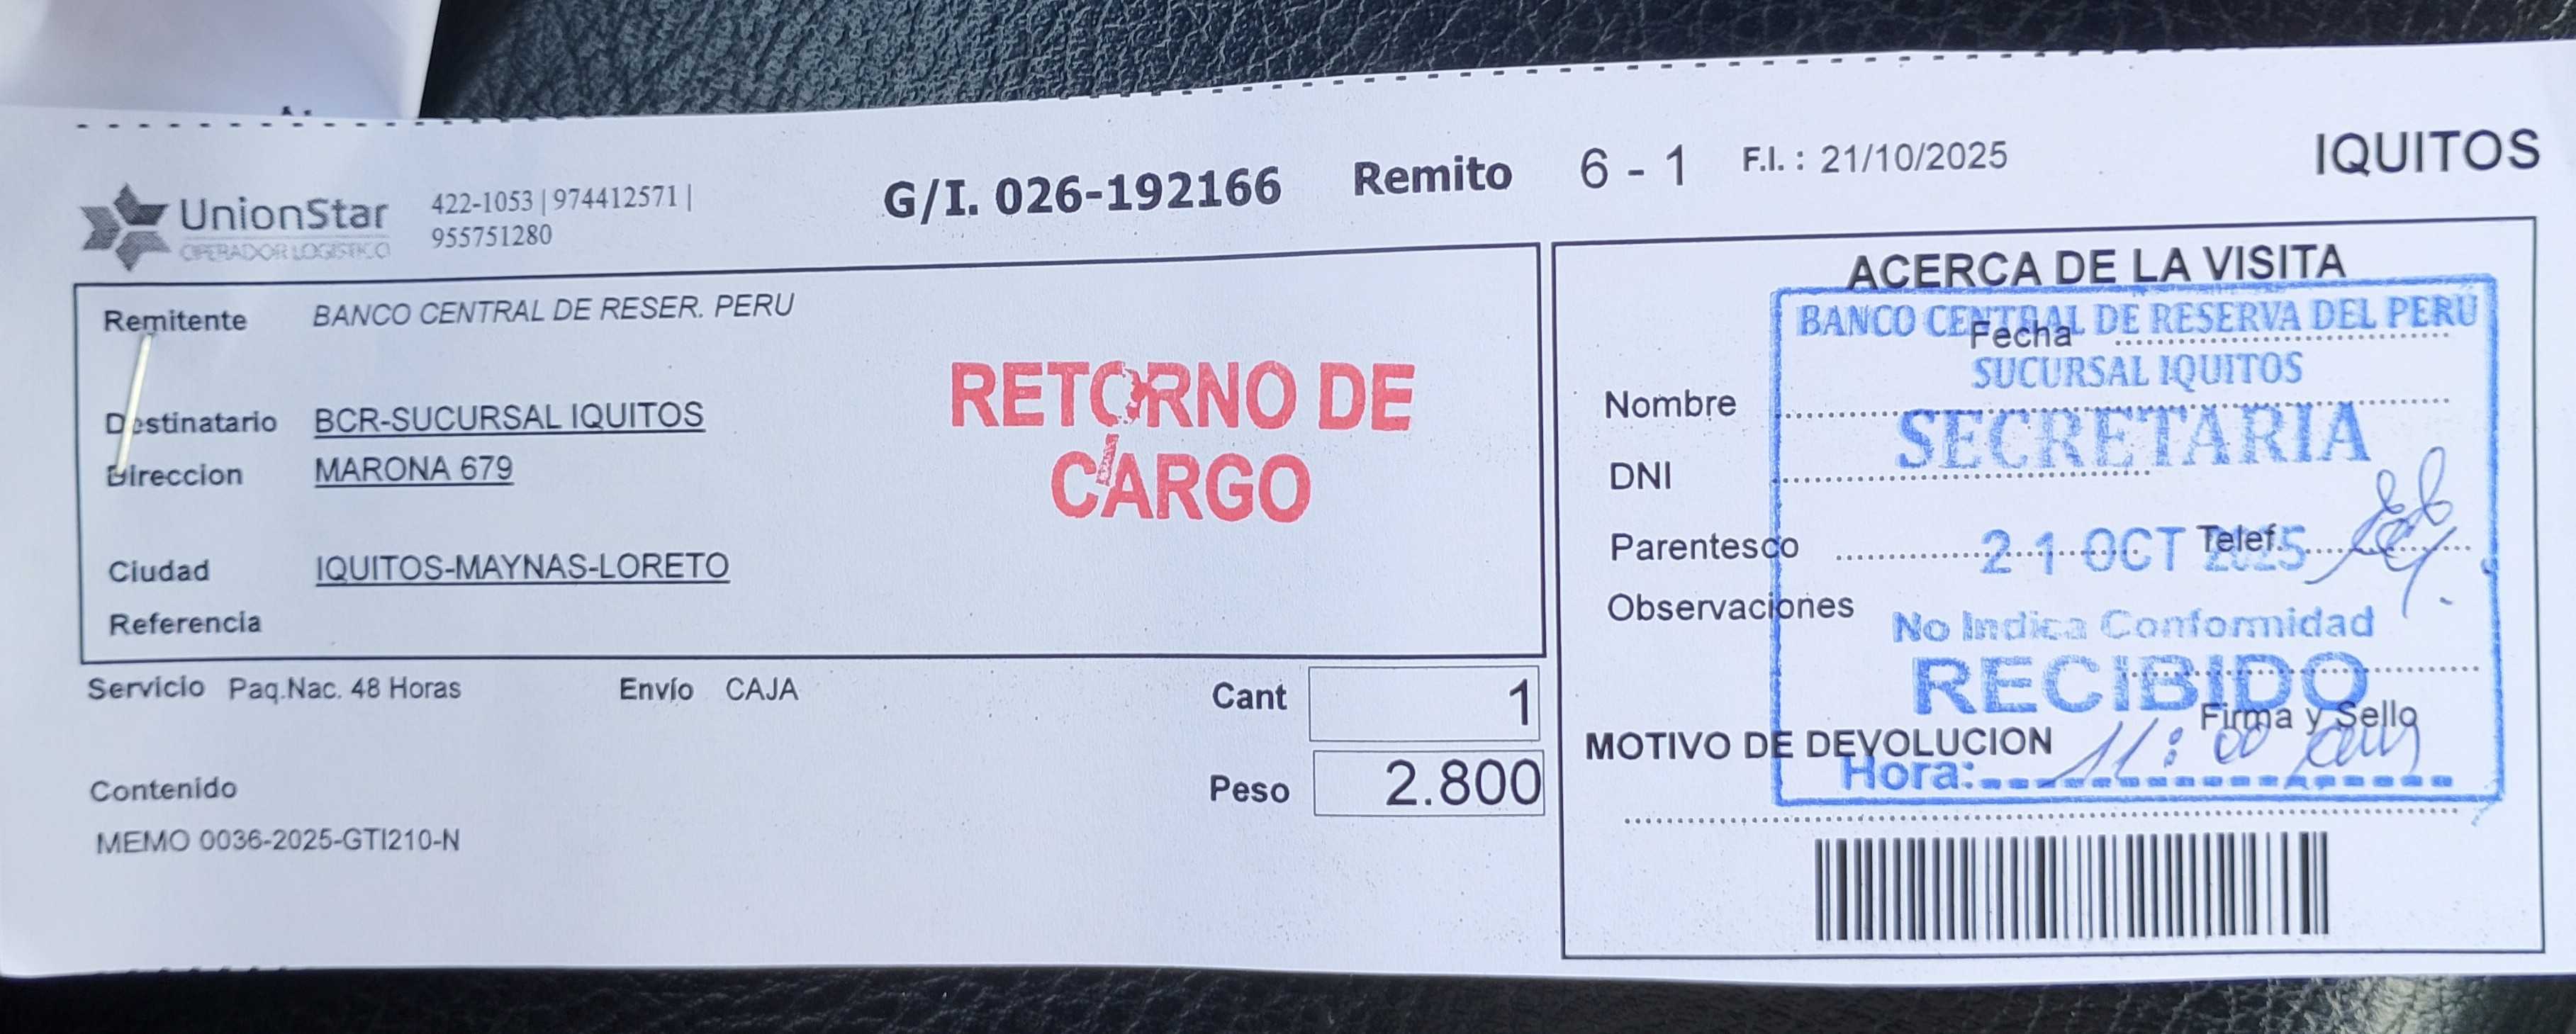 UnionStar
OPERADOR LOGÍSTICO
422-1053 | 974412571 |
955751280
G/I. 026-192166
Remito 6 - 1
F.I. : 21/10/2025
IQUITOS
Remitente BANCO CENTRAL DE RESER. PERU
Destinatario BCR-SUCURSAL IQUITOS
Direccion MARONA 679
Ciudad IQUITOS-MAYNAS-LORETO
Referencia
RETORNO DE
CARGO
Servicio Paq.Nac. 48 Horas
Envío CAJA
Cant 1
Peso 2.800
Contenido
MEMO 0036-2025-GTI210-N
ACERCA DE LA VISITA
Fecha
Nombre
DNI
Parentesco
Telef.
Observaciones
Firma y Sello
MOTIVO DE DEVOLUCION
BANCO CENTRAL DE RESERVA DEL PERÚ
SUCURSAL IQUITOS
SECRETARIA
21 OCT 2025
No Indica Conformidad
RECIBIDO
Hora: 11:00